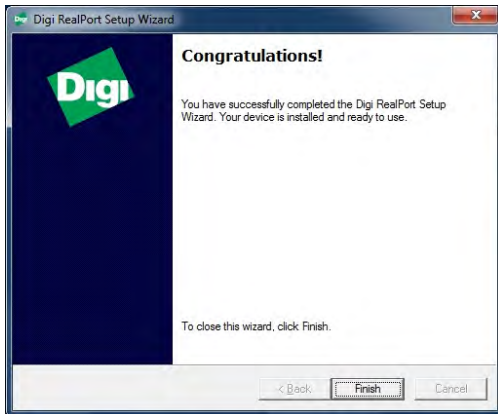 Digi RealPort Setup Wizard
Digi
Congratulations!
You have successfully completed the Digi RealPort Setup
Wizard. Your device is installed and ready to use.
To close this wizard, click Finish.
< Back
Finish
Cancel